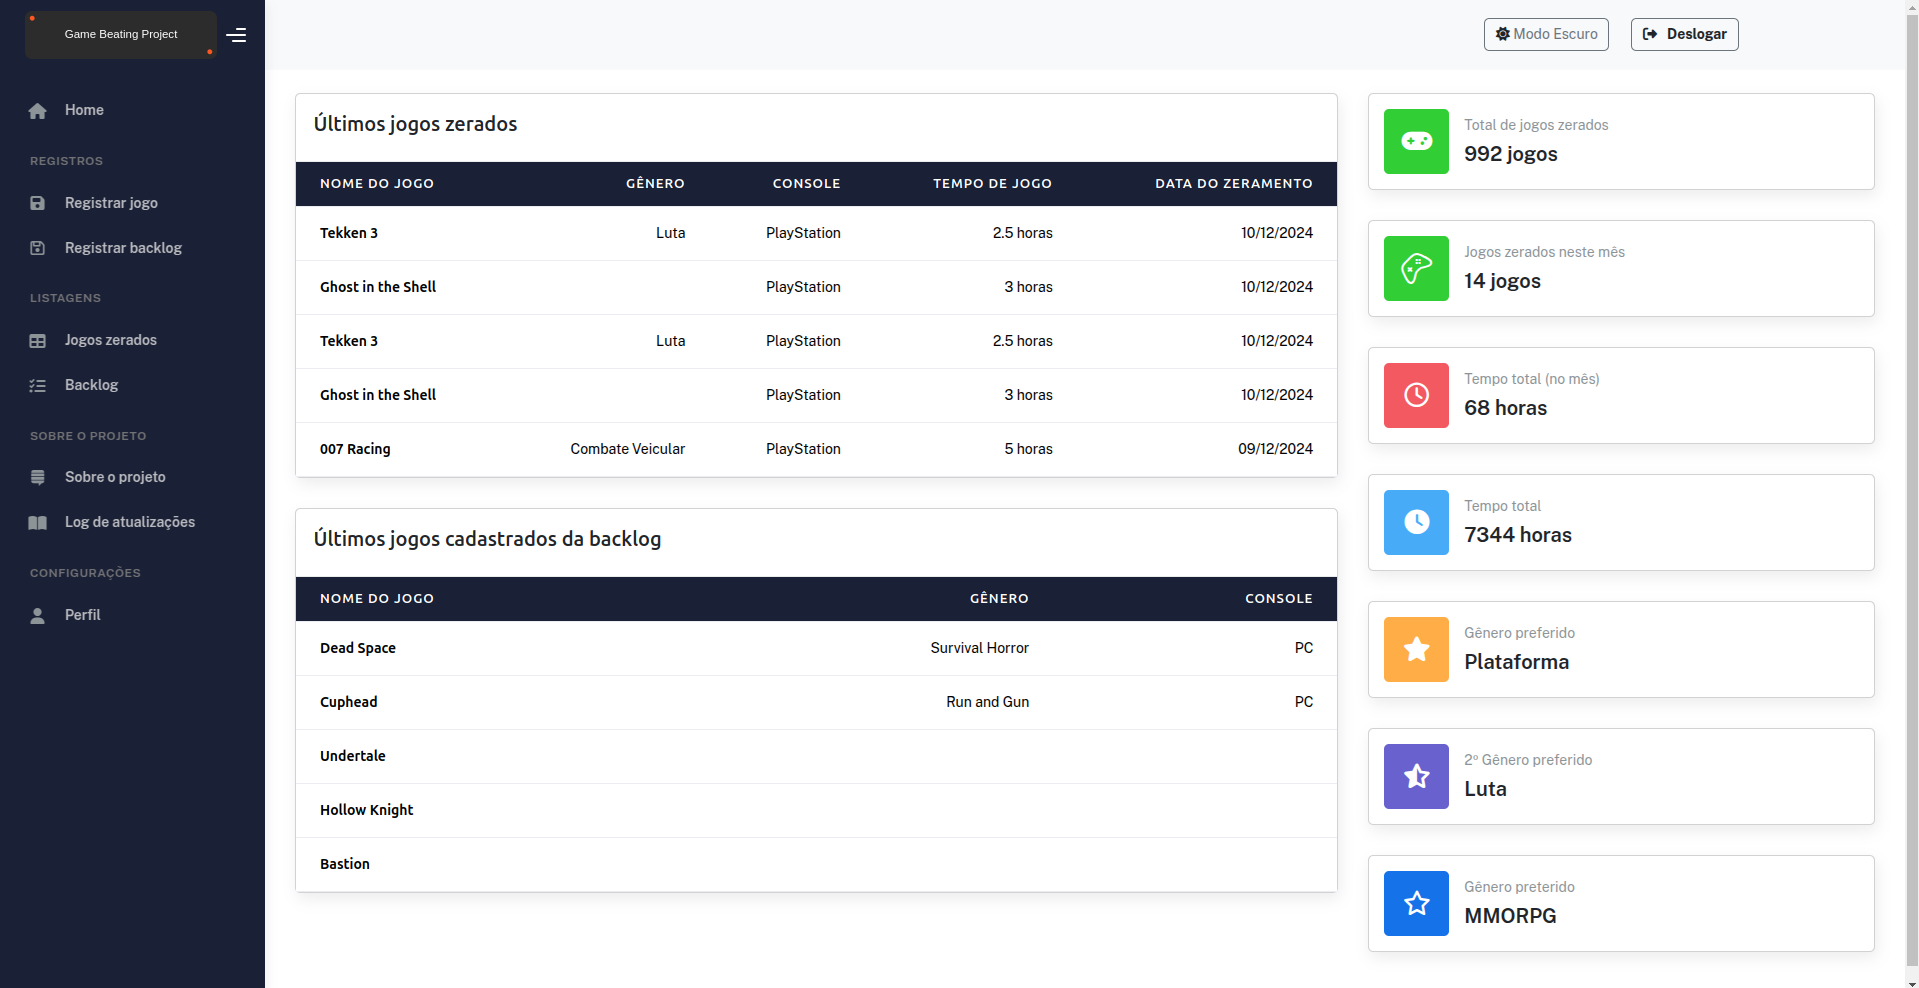 Game Beating Project
Modo Escuro
Deslogar
Home
REGISTROS
Registrar jogo
Registrar backlog
LISTAGENS
Jogos zerados
Backlog
SOBRE O PROJETO
Sobre o projeto
Log de atualizações
CONFIGURAÇÕES
Perfil
Últimos jogos zerados
NOME DO JOGO GÊNERO CONSOLE TEMPO DE JOGO DATA DO ZERAMENTO
Tekken 3 Luta PlayStation 2.5 horas 10/12/2024
Ghost in the Shell PlayStation 3 horas 10/12/2024
Tekken 3 Luta PlayStation 2.5 horas 10/12/2024
Ghost in the Shell PlayStation 3 horas 10/12/2024
007 Racing Combate Veicular PlayStation 5 horas 09/12/2024
Últimos jogos cadastrados da backlog
NOME DO JOGO GÊNERO CONSOLE
Dead Space Survival Horror PC
Cuphead Run and Gun PC
Undertale
Hollow Knight
Bastion
Total de jogos zerados
992 jogos
Jogos zerados neste mês
14 jogos
Tempo total (no mês)
68 horas
Tempo total
7344 horas
Gênero preferido
Plataforma
2º Gênero preferido
Luta
Gênero preterido
MMORPG